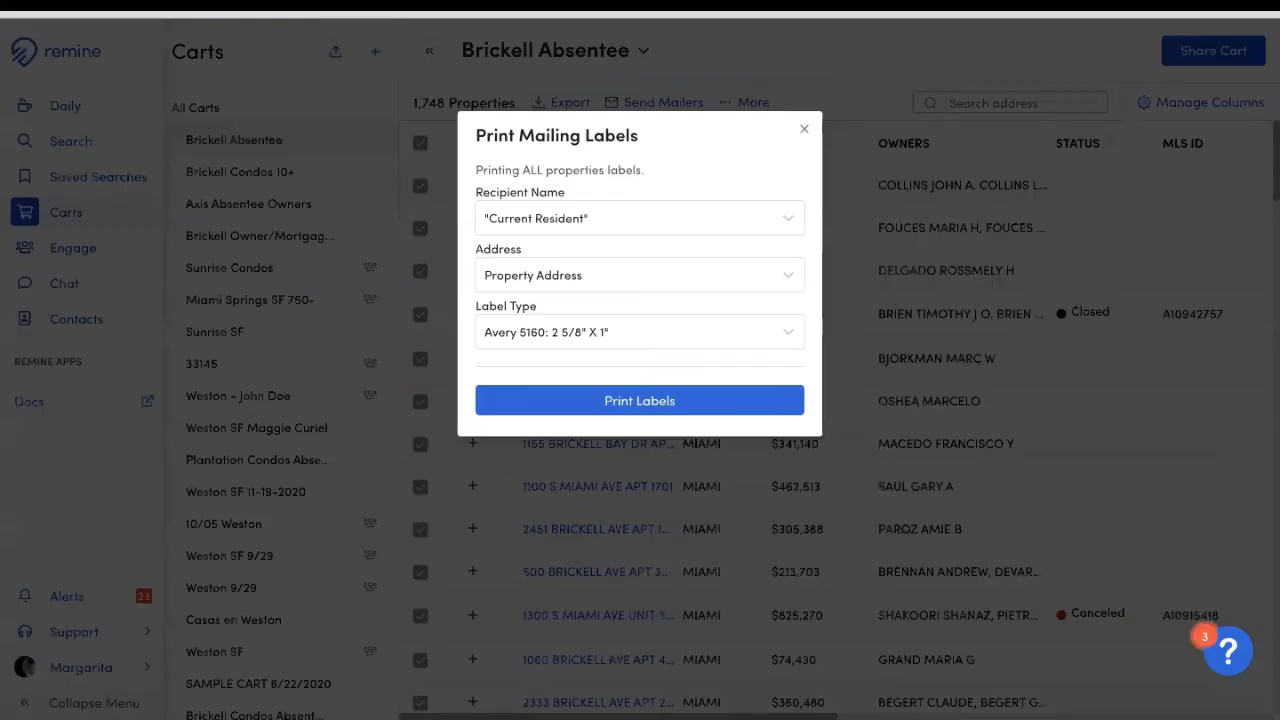 remine
Daily
Search
Saved Searches
Carts
Engage
Chat
Contacts
REMINE APPS
Docs
Alerts
23
Support
Margarita
Collapse Menu
Carts
All Carts
Brickell Absentee
Brickell Condos 10+
Axis Absentee Owners
Brickell Owner/Mortgag...
Sunrise Condos
Miami Springs SF 750-
Sunrise SF
33145
Weston - John Doe
Weston SF Maggie Curiel
Plantation Condos Abse...
Weston SF 11-19-2020
10/05 Weston
Weston SF 9/29
Weston 9/29
Casas en Weston
Weston SF
SAMPLE CART 6/22/2020
Brickell Condos Absent...
Brickell Absentee
Share Cart
1,748 Properties Export Send Mailers ··· More Search address Manage Columns
Print Mailing Labels
Printing ALL properties labels.
Recipient Name
"Current Resident"
Address
Property Address
Label Type
Avery 5160: 2 5/8" X 1"
Print Labels
OWNERS STATUS MLS ID
COLLINS JOHN A, COLLINS L...
FOUCES MARIA H, FOUCES ...
DELGADO ROSSMELY H
BRIEN TIMOTHY J O, BRIEN ... Closed A10942757
BJORKMAN MARC W
OSHEA MARCELO
+ 1155 BRICKELL BAY DR AP... MIAMI $341,140 MACEDO FRANCISCO Y
+ 1100 S MIAMI AVE APT 1701 MIAMI $462,613 SAUL GARY A
+ 2451 BRICKELL AVE APT 1... MIAMI $305,388 PAROZ AMIE B
+ 500 BRICKELL AVE APT 3... MIAMI $213,703 BRENNAN ANDREW, DEVAR...
+ 1300 S MIAMI AVE UNIT 3... MIAMI $825,270 SHAKOORI SHANAZ, PIETR... Canceled A10915418
+ 1060 BRICKELL AVE APT 4... MIAMI $74,430 GRAND MARIA G
+ 2333 BRICKELL AVE APT 2... MIAMI $360,480 BEGERT CLAUDE, BEGERT G...
3
?